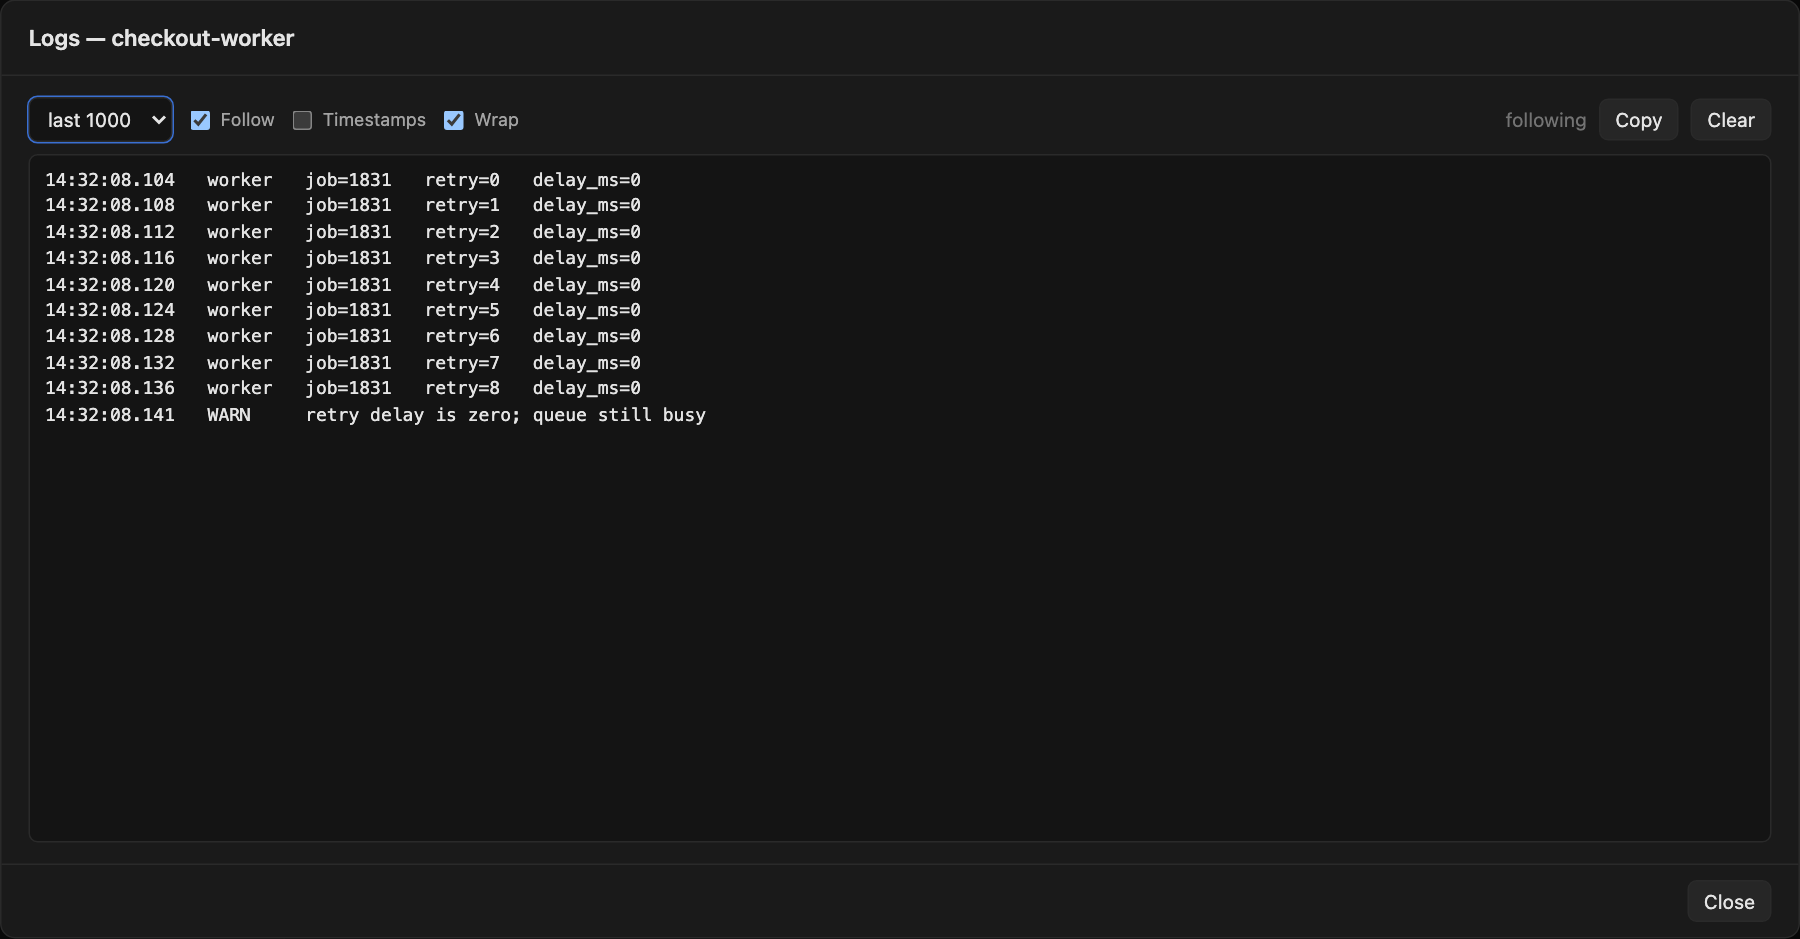 Logs — checkout-worker
last 1000 Follow Timestamps Wrap following Copy Clear
14:32:08.104   worker   job=1831   retry=0   delay_ms=0
14:32:08.108   worker   job=1831   retry=1   delay_ms=0
14:32:08.112   worker   job=1831   retry=2   delay_ms=0
14:32:08.116   worker   job=1831   retry=3   delay_ms=0
14:32:08.120   worker   job=1831   retry=4   delay_ms=0
14:32:08.124   worker   job=1831   retry=5   delay_ms=0
14:32:08.128   worker   job=1831   retry=6   delay_ms=0
14:32:08.132   worker   job=1831   retry=7   delay_ms=0
14:32:08.136   worker   job=1831   retry=8   delay_ms=0
14:32:08.141   WARN     retry delay is zero; queue still busy
Close